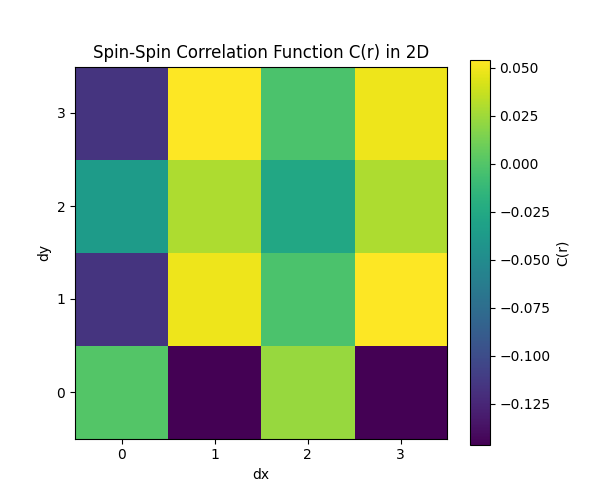 Spin-Spin Correlation Function C(r) in 2D
3
2
1
0
dy
0 1 2 3
dx
0.050
0.025
0.000
−0.025
−0.050
−0.075
−0.100
−0.125
C(r)